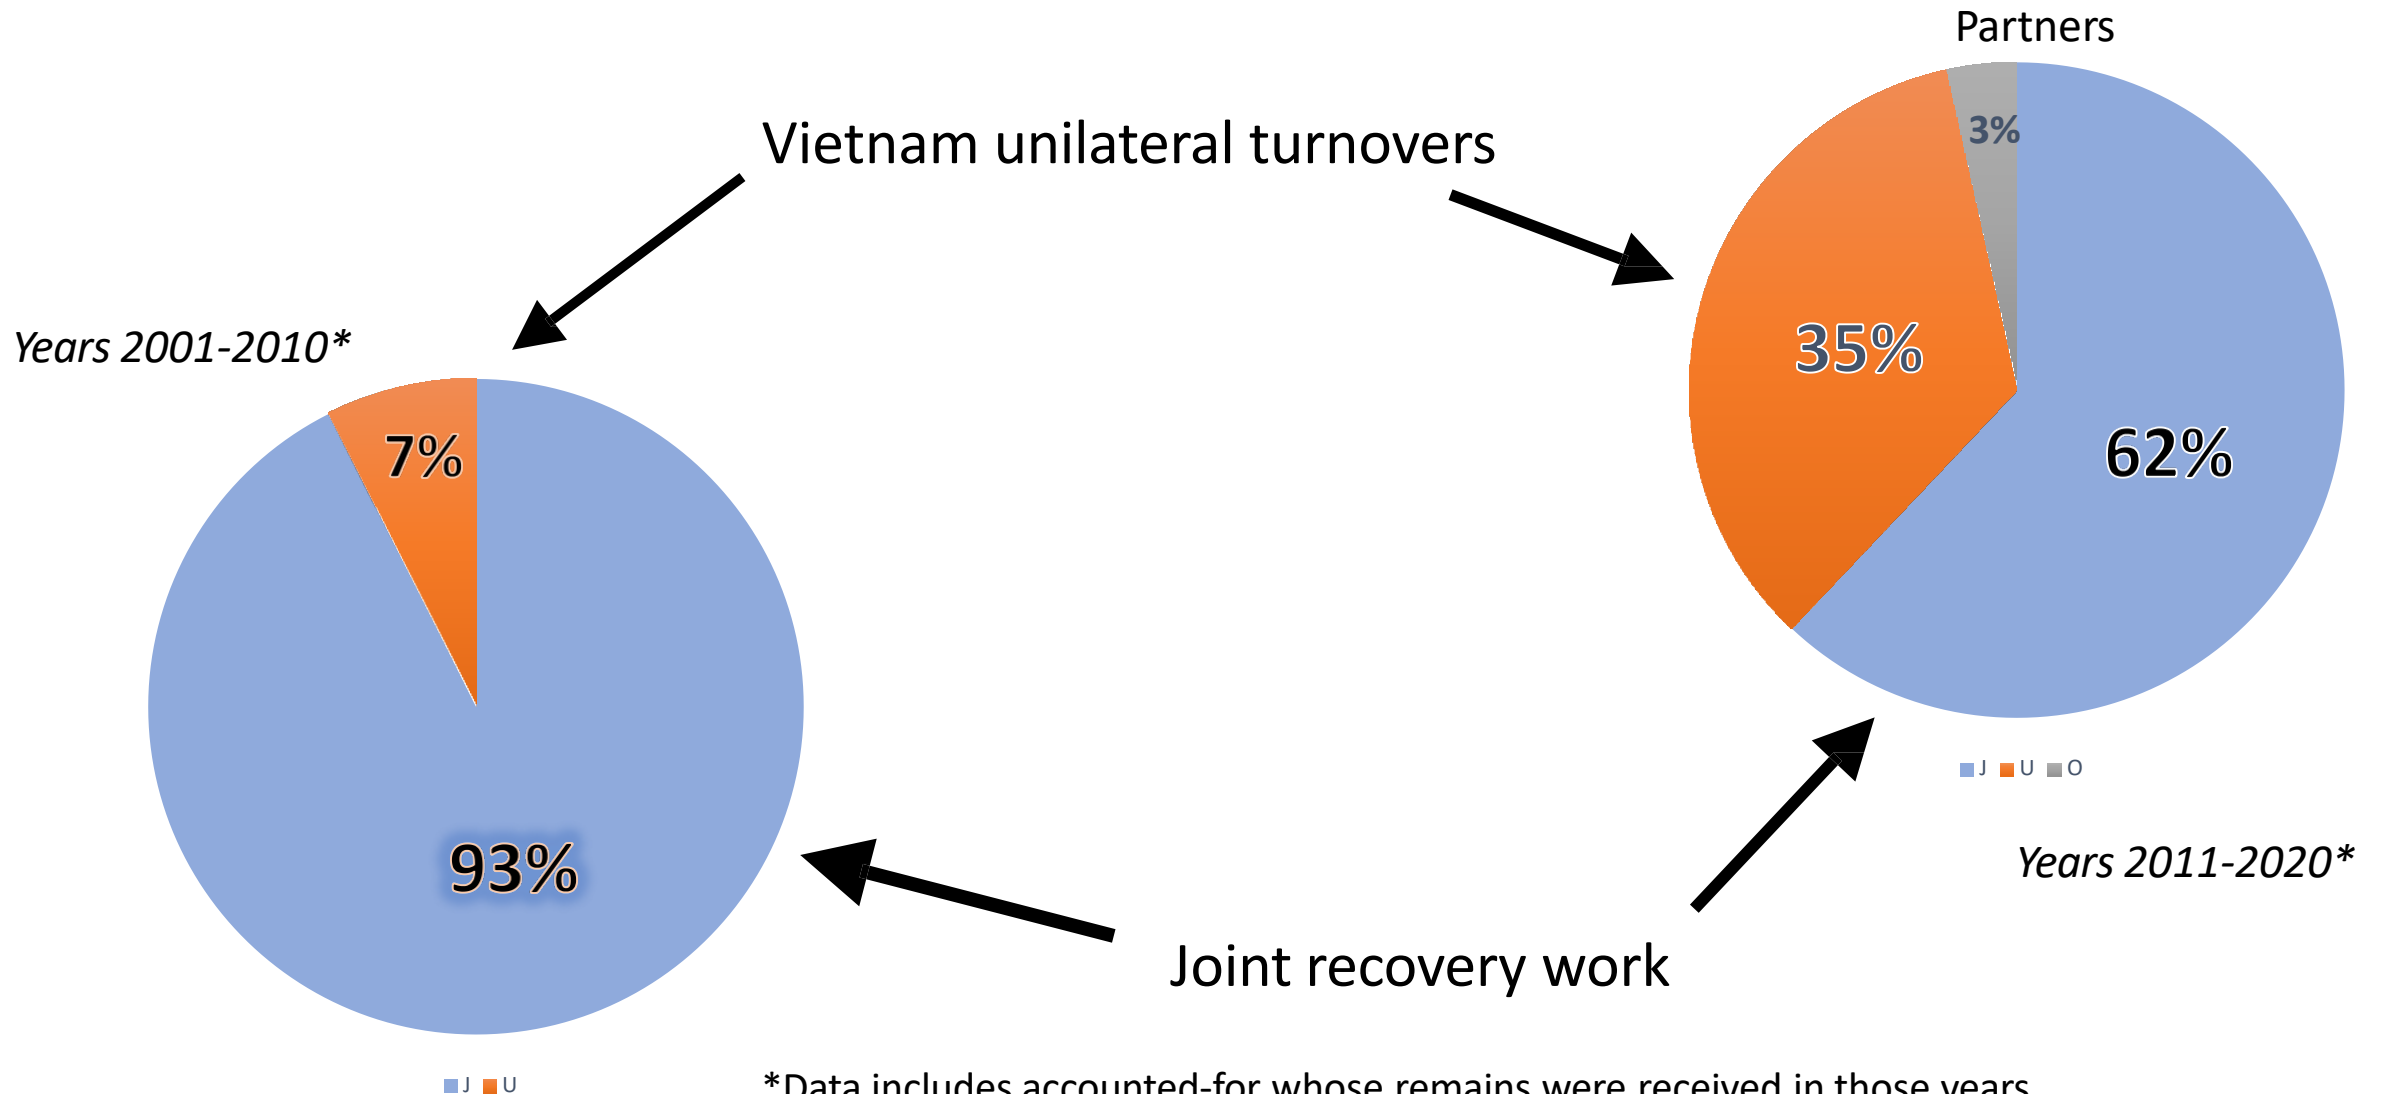 Partners
3%
Vietnam unilateral turnovers
Years 2001-2010*
35%
62%
7%
J U O
Years 2011-2020*
93%
Joint recovery work
J U
*Data includes accounted-for whose remains were received in those years